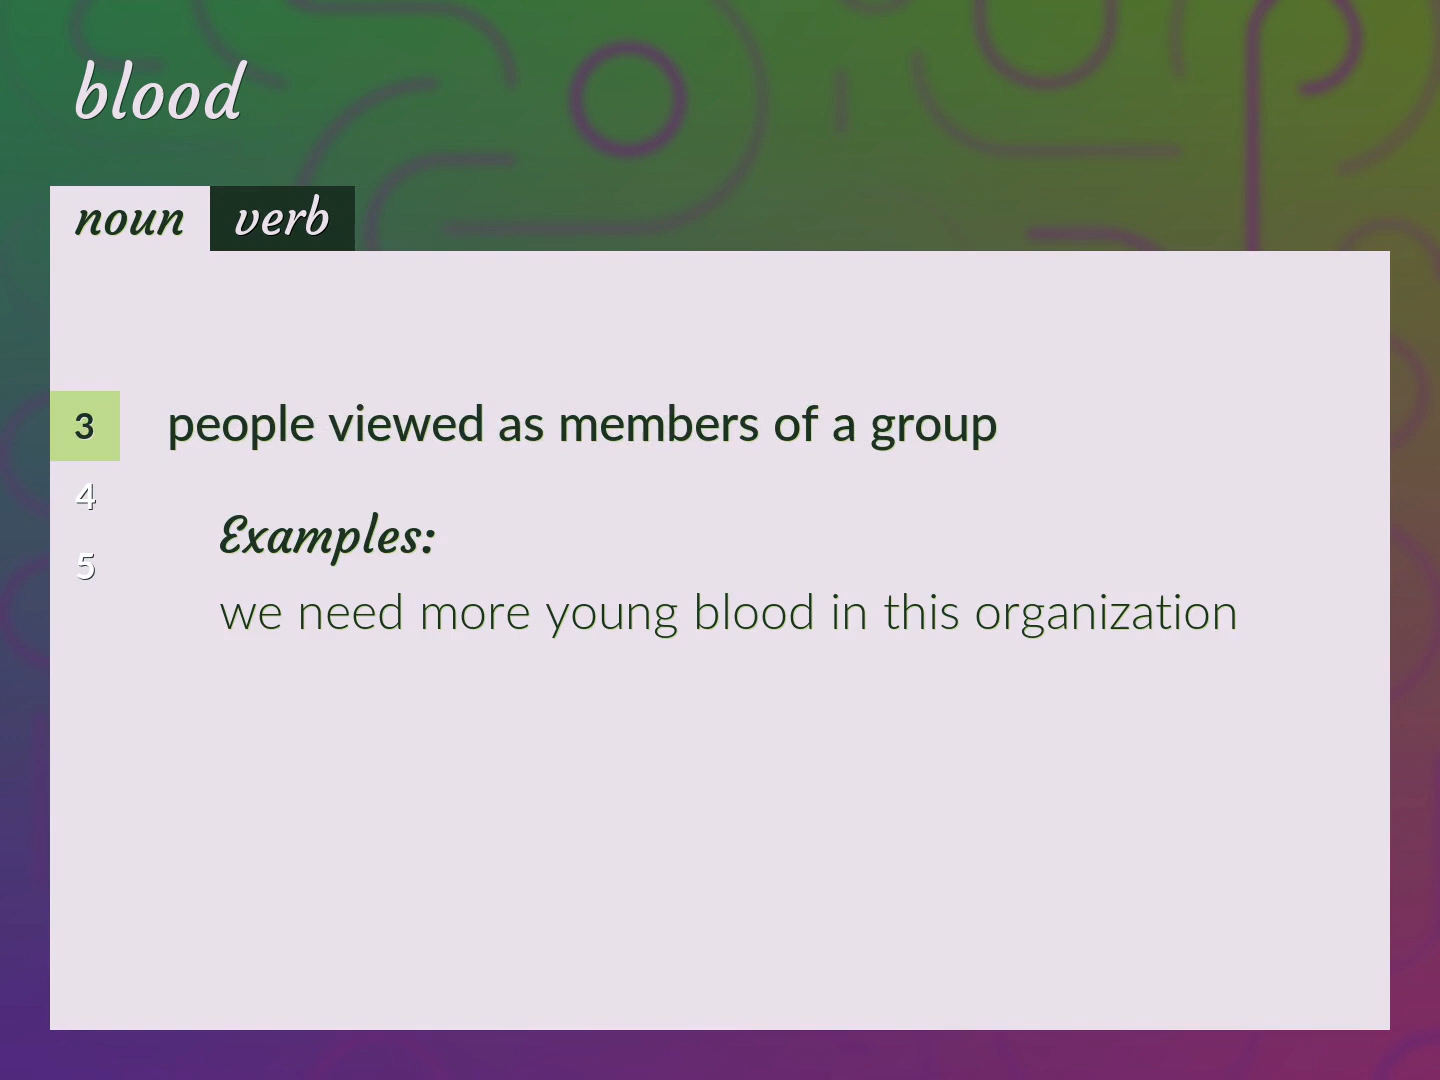 blood
noun verb
3 people viewed as members of a group
4
Examples:
5
we need more young blood in this organization